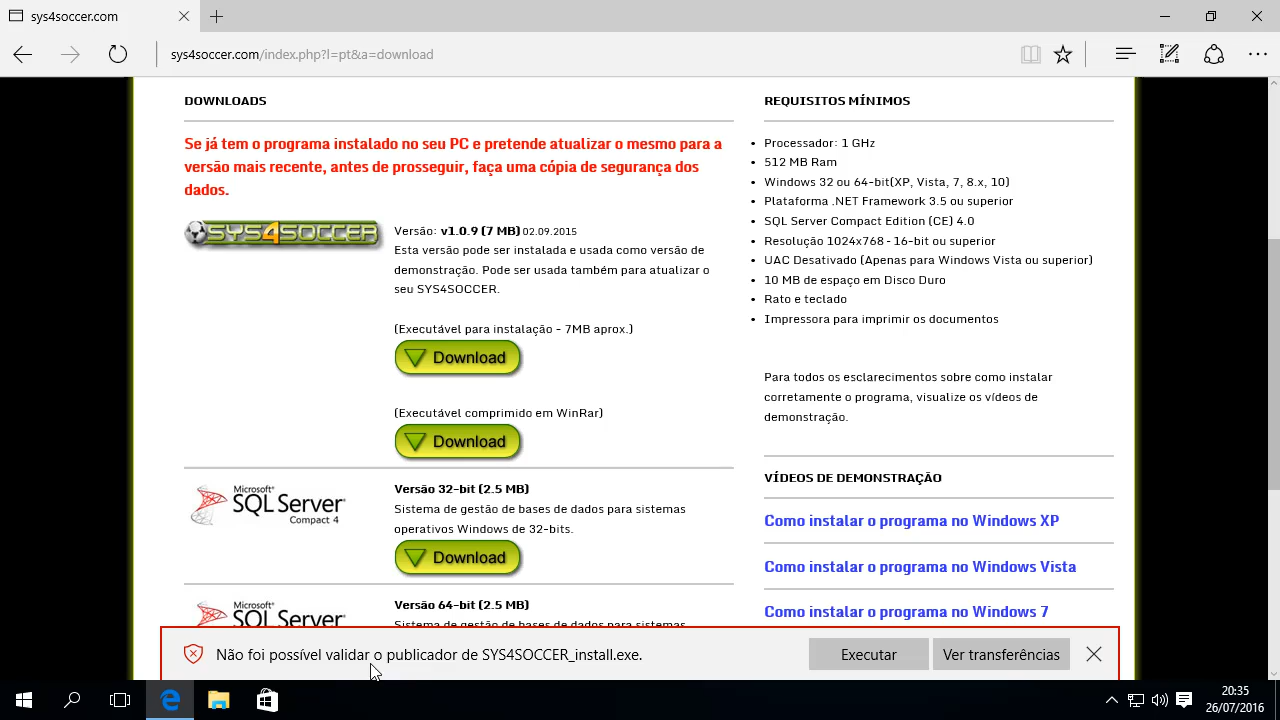 sys4soccer.com
sys4soccer.com/index.php?l=pt&a=download
DOWNLOADS
Se já tem o programa instalado no seu PC e pretende atualizar o mesmo para a
versão mais recente, antes de prosseguir, faça uma cópia de segurança dos
dados.
SYS4SOCCER
Versão: v1.0.9 (7 MB) 02.09.2015
Esta versão pode ser instalada e usada como versão de
demonstração. Pode ser usada também para atualizar o
seu SYS4SOCCER.
(Executável para instalação - 7MB aprox.)
Download
(Executável comprimido em WinRar)
Download
Microsoft
SQL Server
Compact 4
Versão 32-bit (2.5 MB)
Sistema de gestão de bases de dados para sistemas
operativos Windows de 32-bits.
Download
Microsoft
SQL Server
Versão 64-bit (2.5 MB)
Sistema de gestão de bases de dados para sistemas
REQUISITOS MÍNIMOS
• Processador: 1 GHz
• 512 MB Ram
• Windows 32 ou 64-bit(XP, Vista, 7, 8.x, 10)
• Plataforma .NET Framework 3.5 ou superior
• SQL Server Compact Edition (CE) 4.0
• Resolução 1024x768 - 16-bit ou superior
• UAC Desativado (Apenas para Windows Vista ou superior)
• 10 MB de espaço em Disco Duro
• Rato e teclado
• Impressora para imprimir os documentos
Para todos os esclarecimentos sobre como instalar
corretamente o programa, visualize os vídeos de
demonstração.
VÍDEOS DE DEMONSTRAÇÃO
Como instalar o programa no Windows XP
Como instalar o programa no Windows Vista
Como instalar o programa no Windows 7
Não foi possível validar o publicador de SYS4SOCCER_install.exe.
Executar
Ver transferências
20:35
26/07/2016